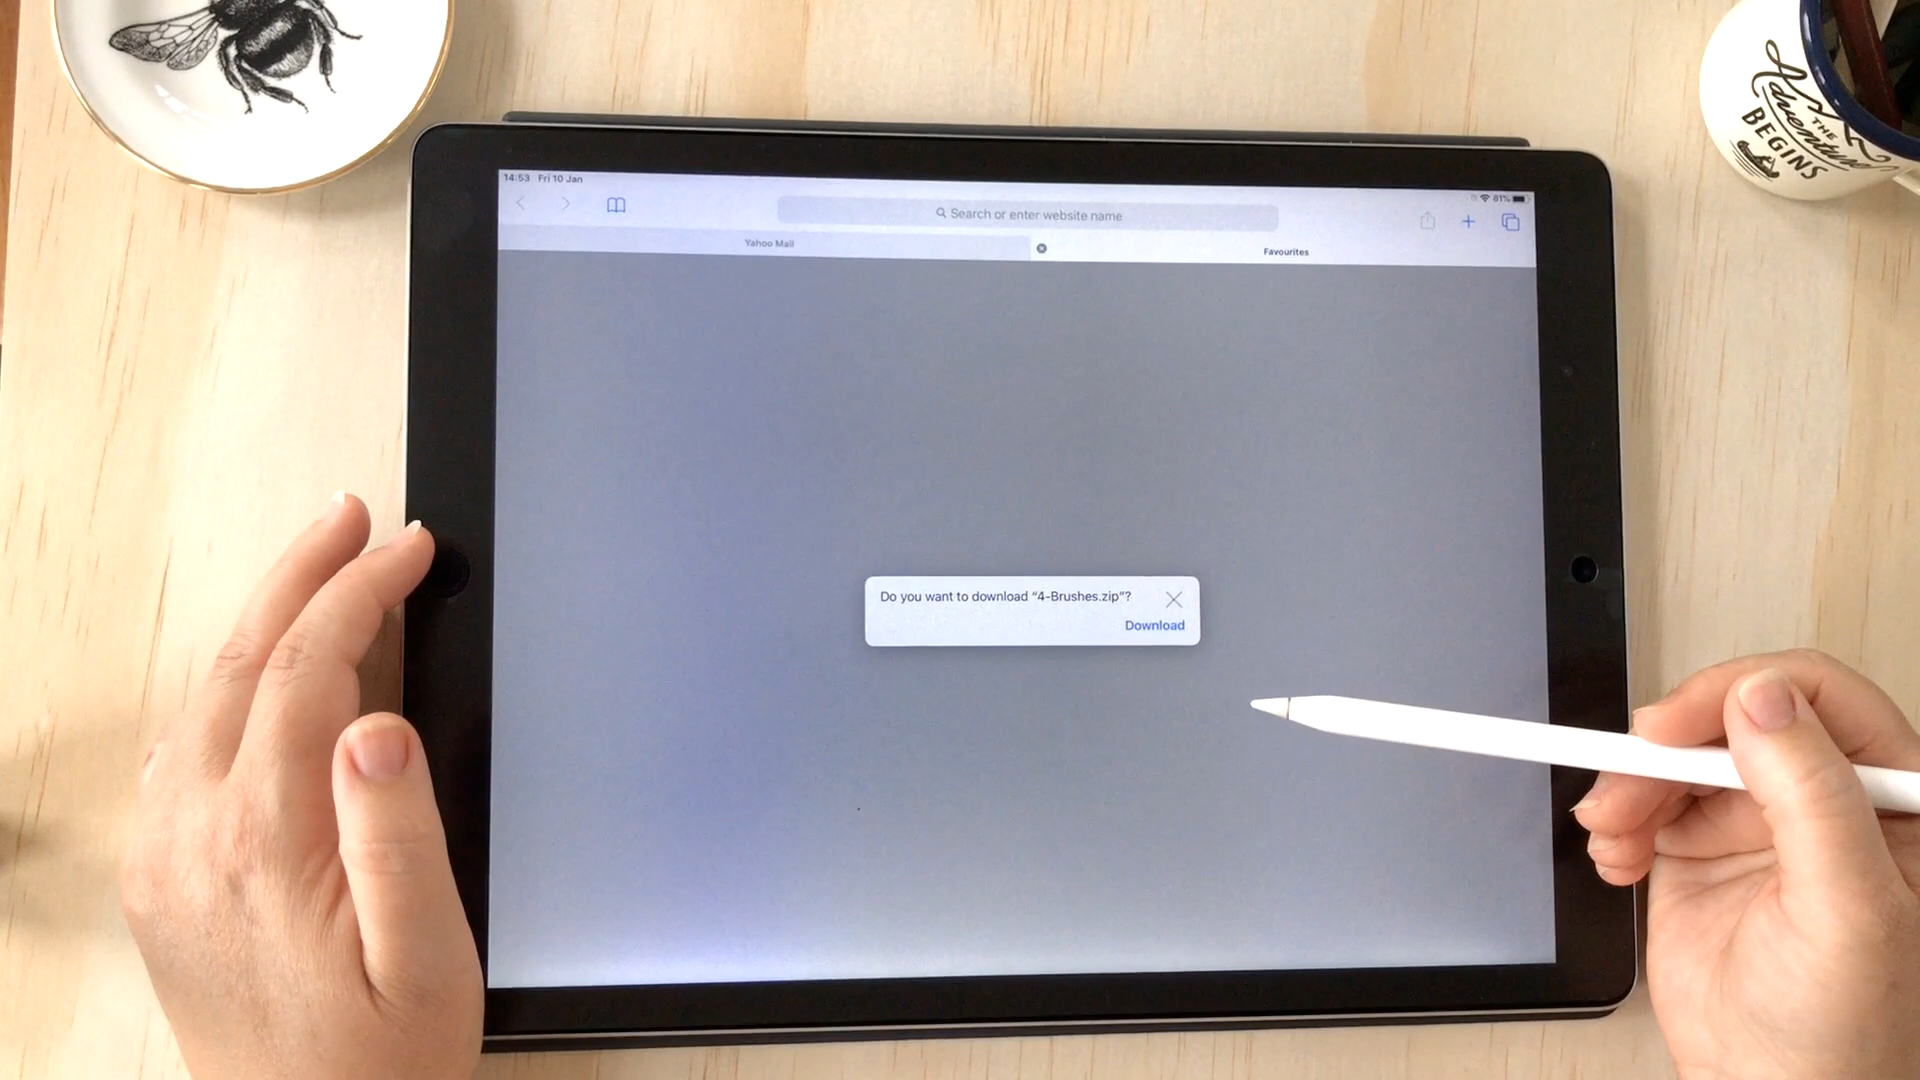 14:53 Fri 10 Jan
81%
Search or enter website name
Yahoo Mail
Favourites
Do you want to download “4-Brushes.zip”?
Download
THE
Adventure
BEGINS